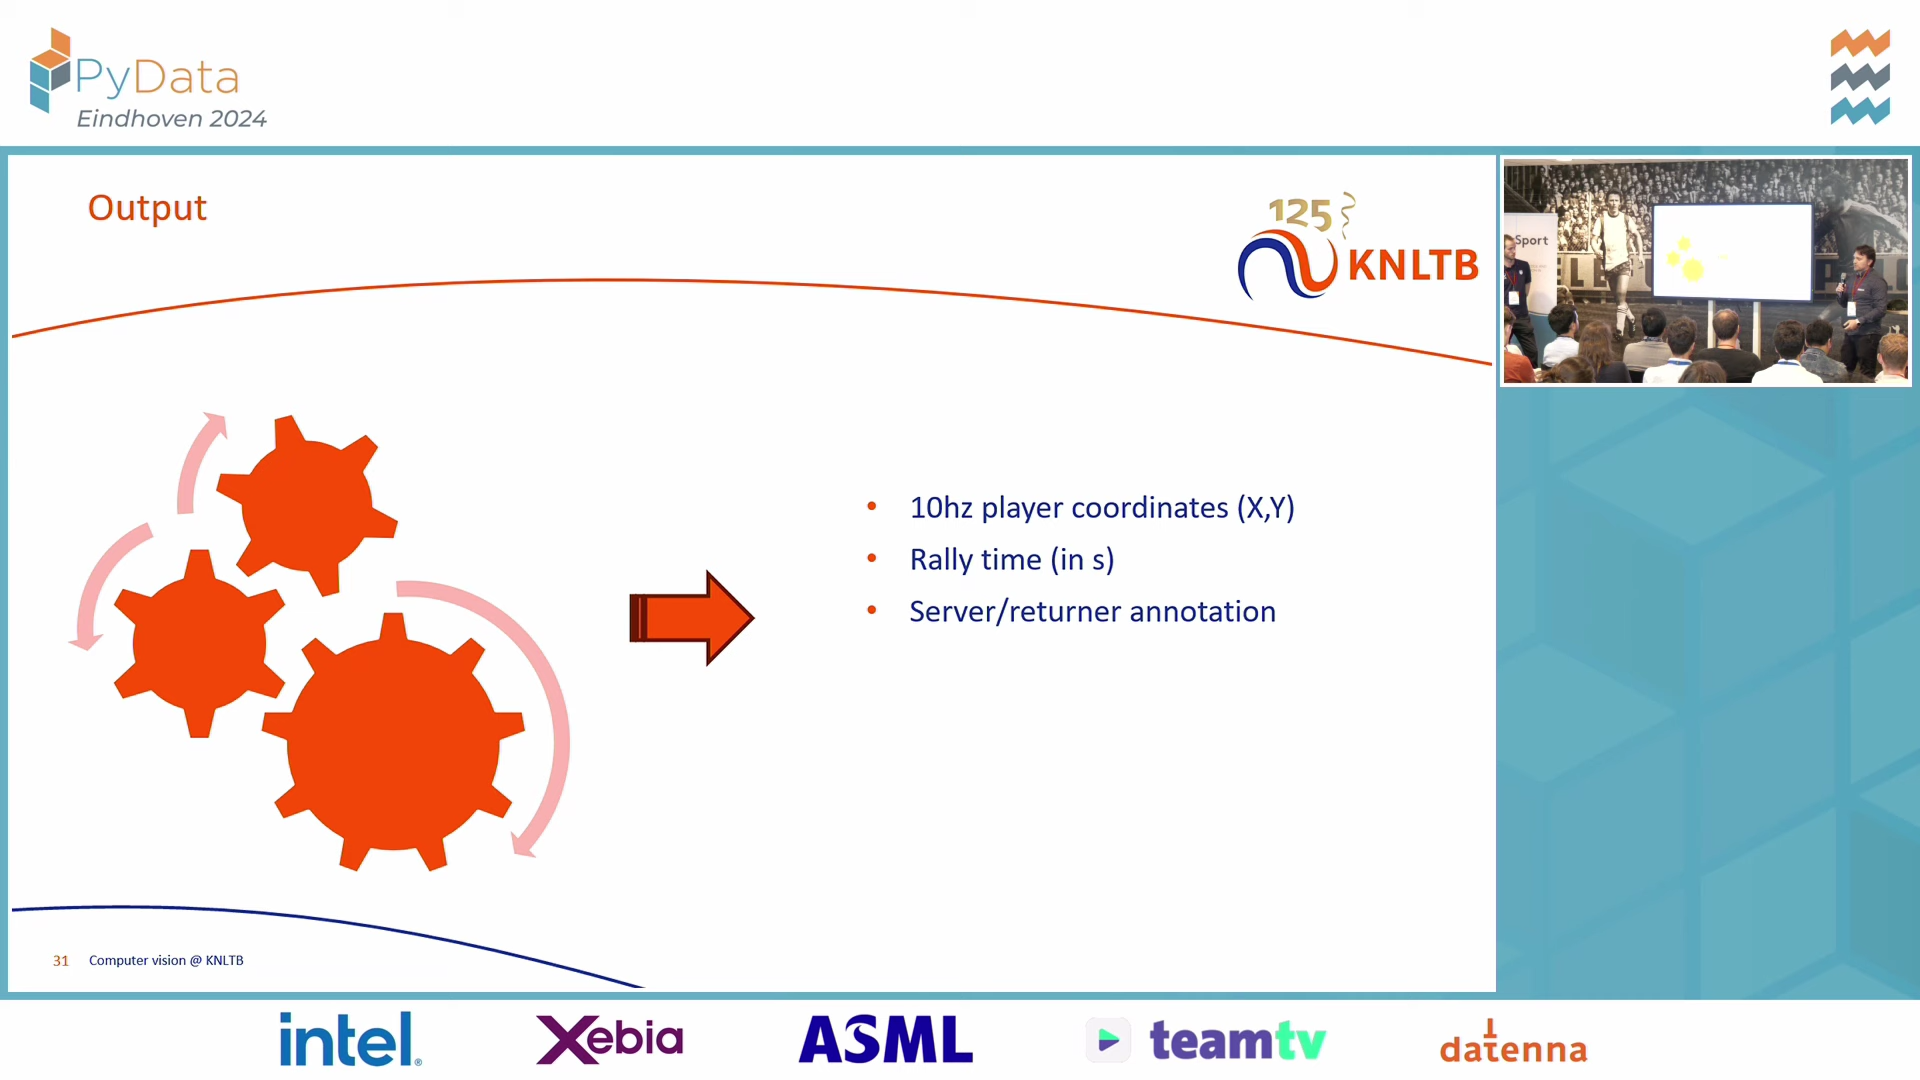 PyData
Eindhoven 2024
Output
125
KNLTB
Sport
10hz player coordinates (X,Y)
Rally time (in s)
Server/returner annotation
31 Computer vision @ KNLTB
intel
Xebia
ASML
teamtv
datenna